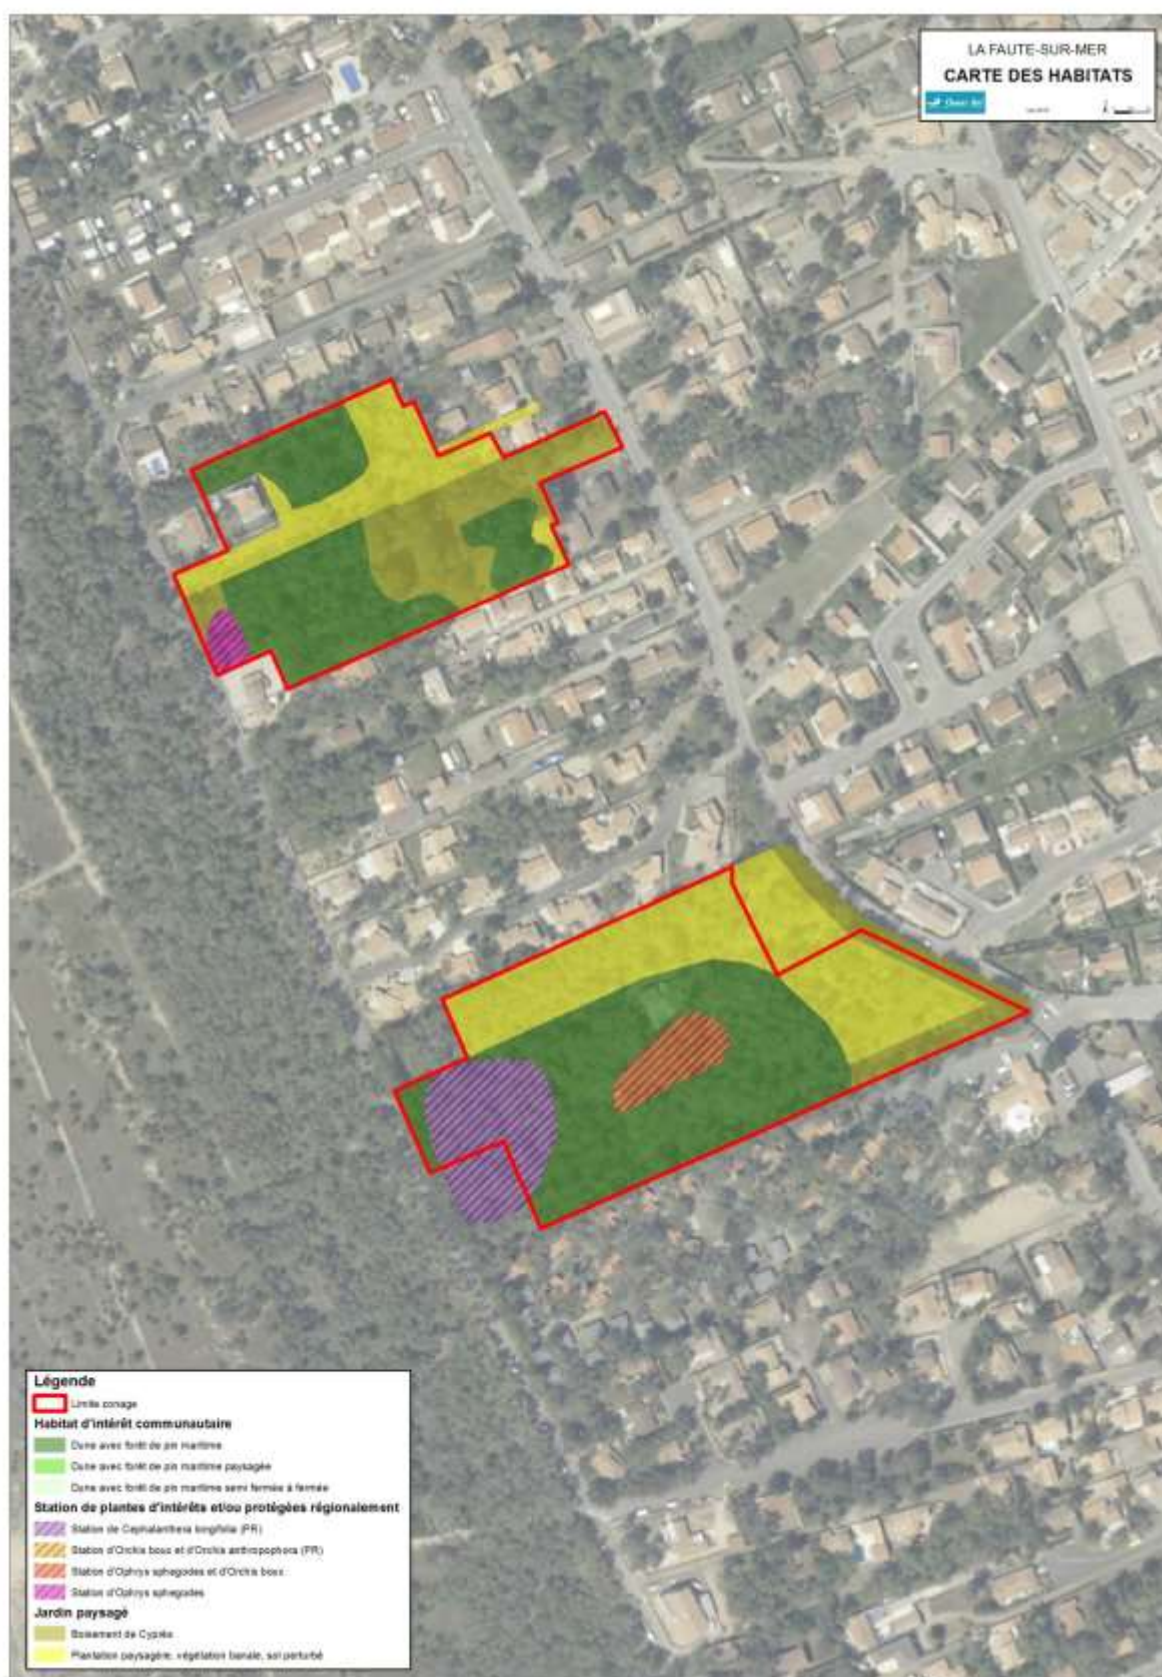 LA FAUTE-SUR-MER
CARTE DES HABITATS
Légende
Limite zonage
Habitat d'intérêt communautaire
Dune avec forêt de pin maritime
Dune avec forêt de pin maritime paysagée
Dune avec forêt de pin maritime semi fermée à fermée
Station de plantes d'intérêts et/ou protégées régionalement
Station de Cephalanthera longifolia (PR)
Station d'Orchis bouc et d'Orchis anthropophora (PR)
Station d'Ophrys sphegodes et d'Orchis bouc
Station d'Ophrys sphegodes
Jardin paysagé
Boisement de Cyprès
Plantation paysagère, végétation banale, sol perturbé